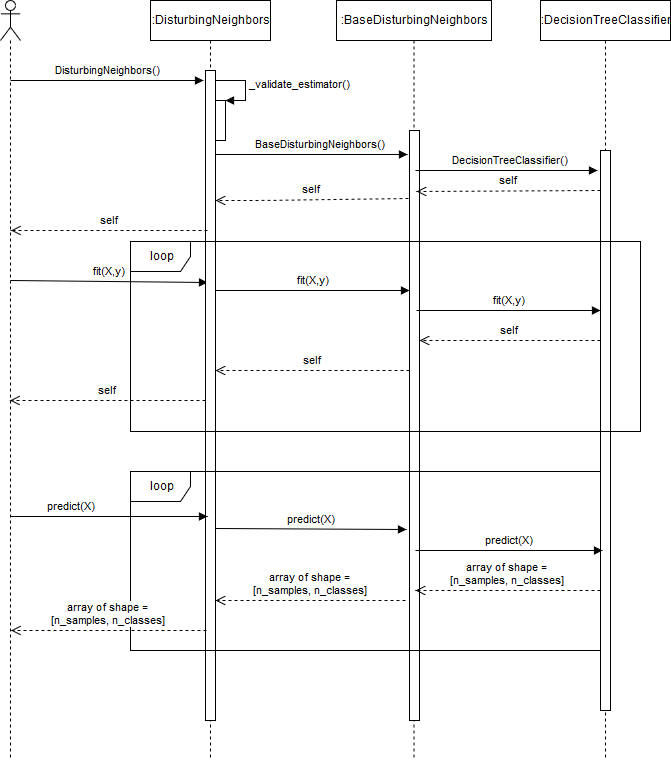 :DisturbingNeighbors
:BaseDisturbingNeighbors
:DecisionTreeClassifier
DisturbingNeighbors()
_validate_estimator()
BaseDisturbingNeighbors()
DecisionTreeClassifier()
self
self
self
loop
fit(X,y)
fit(X,y)
fit(X,y)
self
self
self
loop
predict(X)
predict(X)
predict(X)
array of shape =
[n_samples, n_classes]
array of shape =
[n_samples, n_classes]
array of shape =
[n_samples, n_classes]